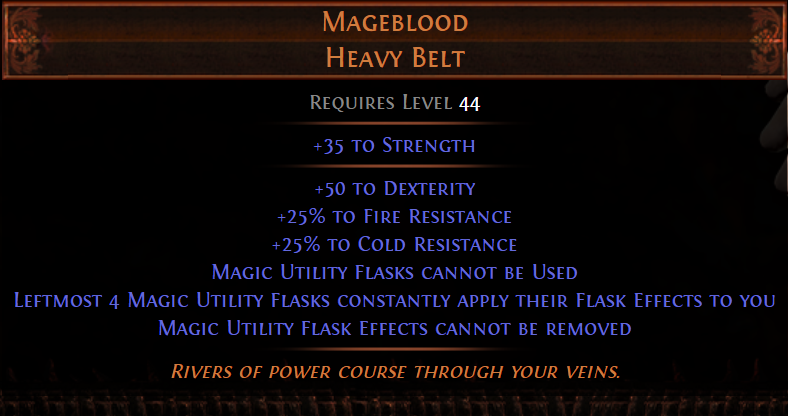 Mageblood
Heavy Belt
Requires Level 44
+35 to Strength
+50 to Dexterity
+25% to Fire Resistance
+25% to Cold Resistance
Magic Utility Flasks cannot be Used
Leftmost 4 Magic Utility Flasks constantly apply their Flask Effects to you
Magic Utility Flask Effects cannot be removed
Rivers of power course through your veins.